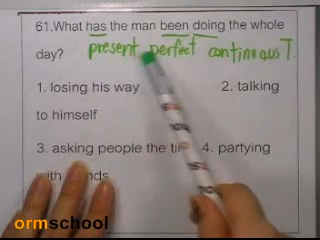 61.What has the man been doing the whole
day? present perfect continuous T.
1. losing his way 2. talking
to himself
3. asking people the 4. partying
ormschool